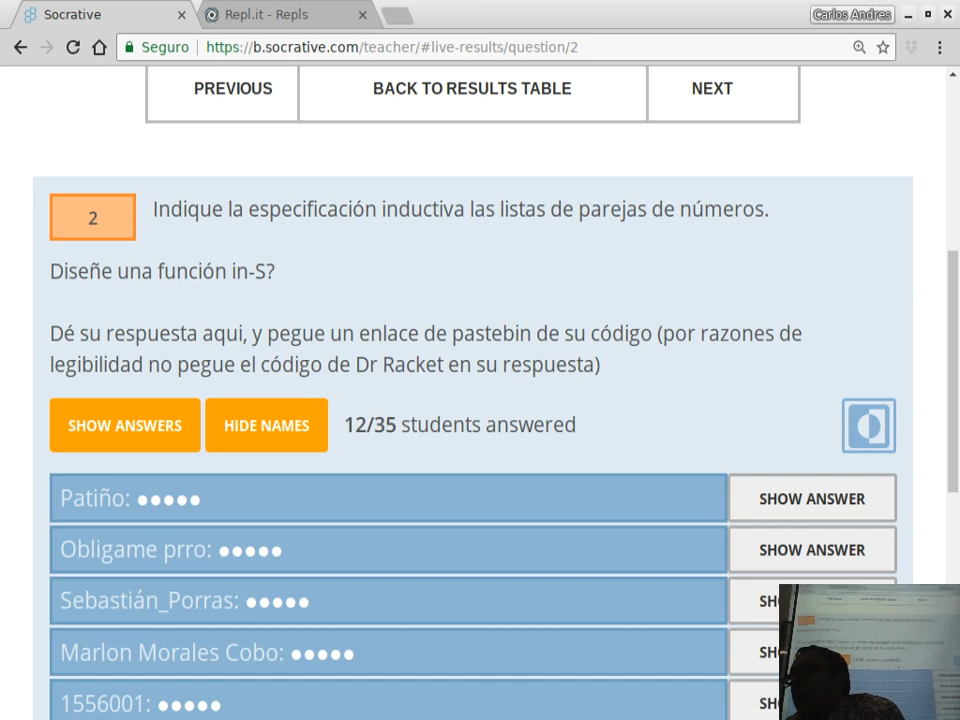 Socrative
Repl.it - Repls
Carlos Andres
Seguro
https://b.socrative.com/teacher/#live-results/question/2
PREVIOUS
BACK TO RESULTS TABLE
NEXT
2
Indique la especificación inductiva las listas de parejas de números.
Diseñe una función in-S?
Dé su respuesta aqui, y pegue un enlace de pastebin de su código (por razones de
legibilidad no pegue el código de Dr Racket en su respuesta)
SHOW ANSWERS
HIDE NAMES
12/35 students answered
Patiño: ●●●●●
SHOW ANSWER
Obligame prro: ●●●●●
SHOW ANSWER
Sebastián_Porras: ●●●●●
SH
Marlon Morales Cobo: ●●●●●
SH
1556001: ●●●●●
SH